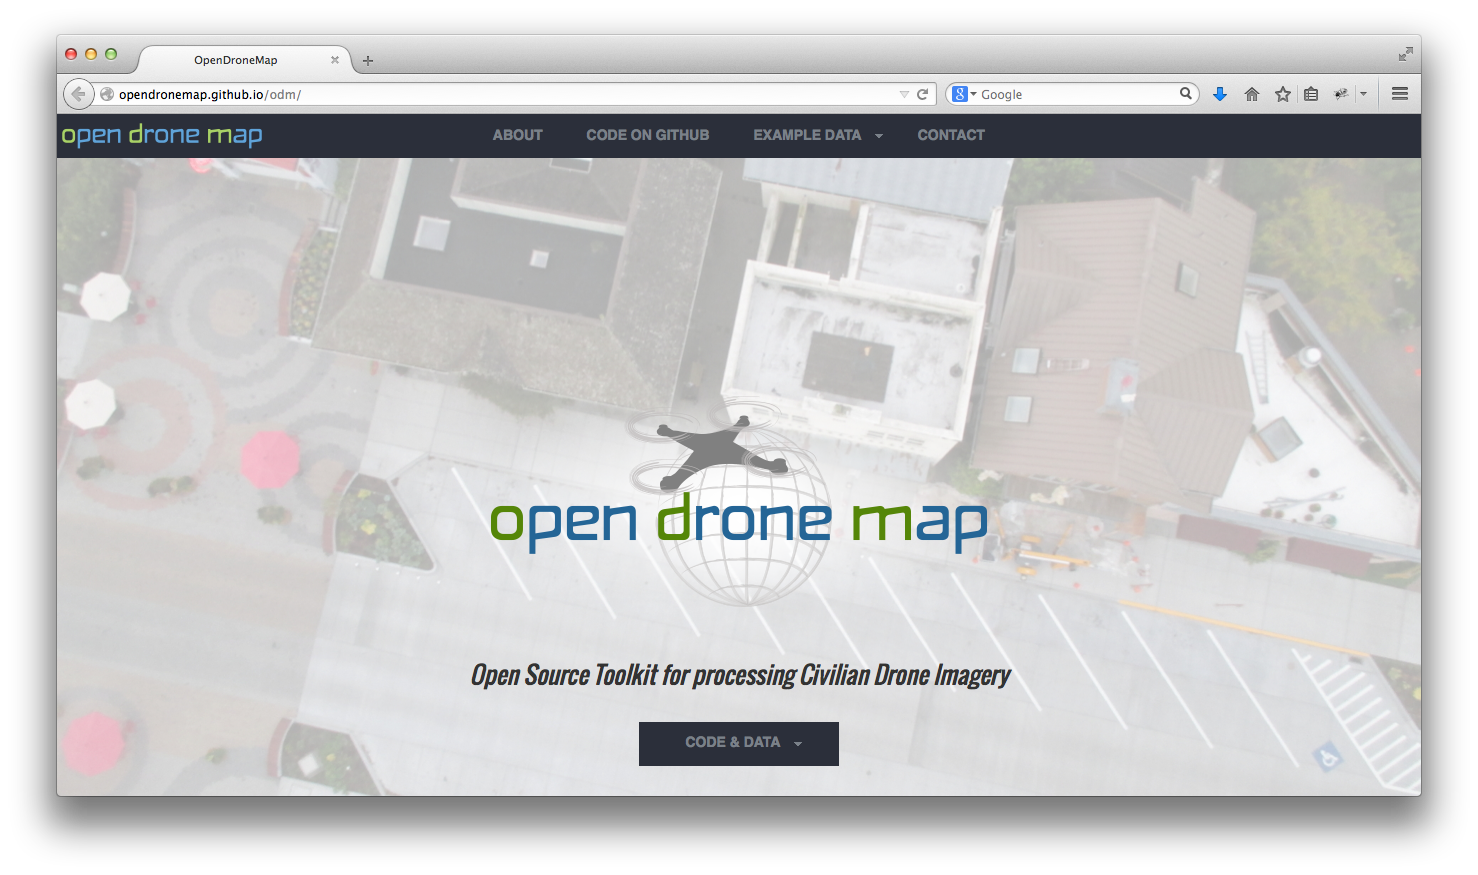 OpenDroneMap
opendronemap.github.io/odm/
Google
open drone map
ABOUT
CODE ON GITHUB
EXAMPLE DATA
CONTACT
open drone map
Open Source Toolkit for processing Civilian Drone Imagery
CODE & DATA